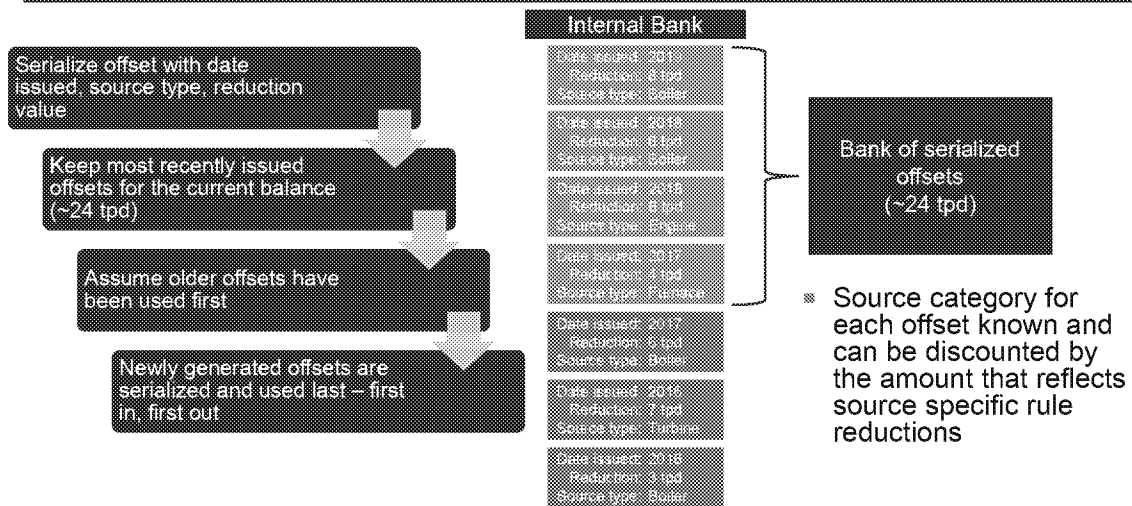 Internal Bank
Serialize offset with date
issued, source type, reduction
value
Keep most recently issued
offsets for the current balance
(~24 tpd)
Assume older offsets have
been used first
Newly generated offsets are
serialized and used last – first
in, first out
Date issued: 2019
Reduction: 6 tpd
Source type: Boiler
Date issued: 2018
Reduction: 8 tpd
Source type: Boiler
Date issued: 2018
Reduction: 6 tpd
Source type: Engine
Date issued: 2017
Reduction: 4 tpd
Source type: Furnace
Date issued: 2017
Reduction: 6 tpd
Source type: Boiler
Date issued: 2016
Reduction: 7 tpd
Source type: Turbine
Date issued: 2016
Reduction: 3 tpd
Source type: Boiler
Bank of serialized
offsets
(~24 tpd)
Source category for
each offset known and
can be discounted by
the amount that reflects
source specific rule
reductions